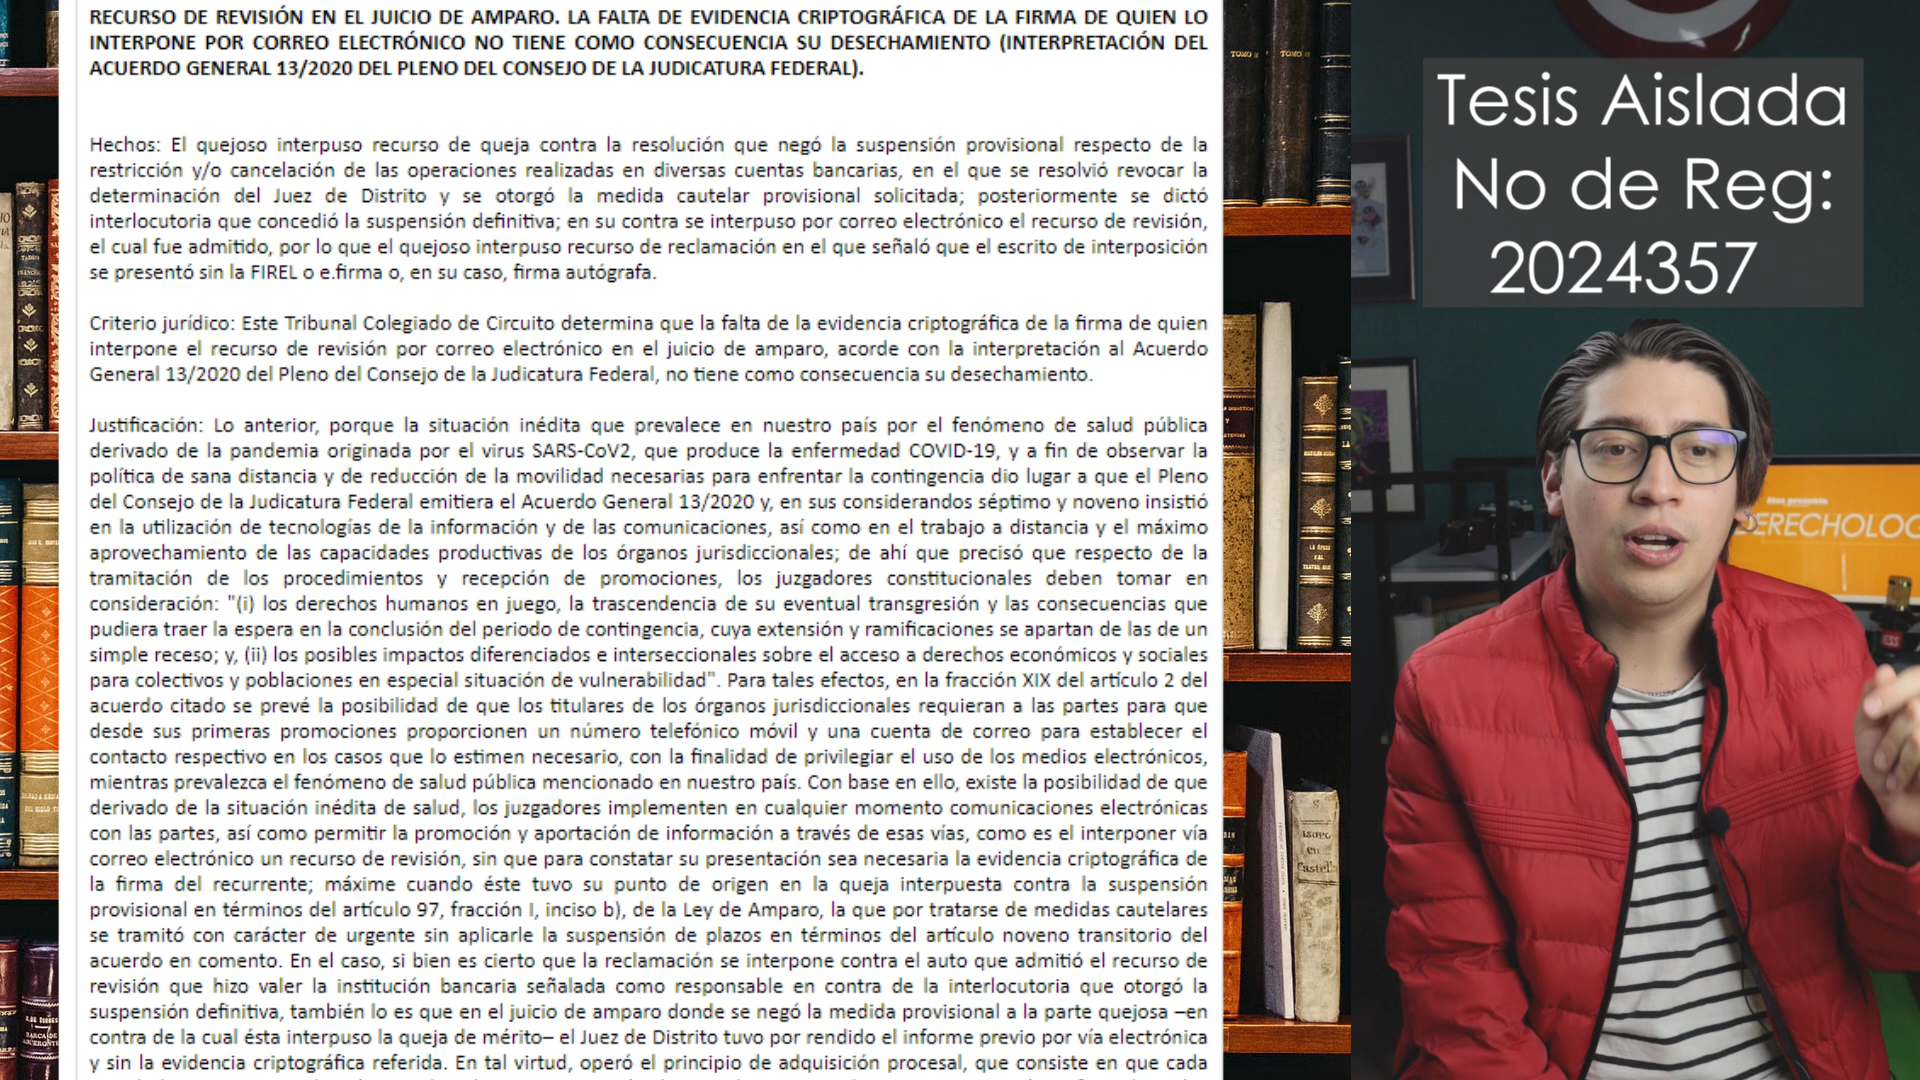 RECURSO DE REVISIÓN EN EL JUICIO DE AMPARO. LA FALTA DE EVIDENCIA CRIPTOGRÁFICA DE LA FIRMA DE QUIEN LO
INTERPONE POR CORREO ELECTRÓNICO NO TIENE COMO CONSECUENCIA SU DESECHAMIENTO (INTERPRETACIÓN DEL
ACUERDO GENERAL 13/2020 DEL PLENO DEL CONSEJO DE LA JUDICATURA FEDERAL).
Hechos: El quejoso interpuso recurso de queja contra la resolución que negó la suspensión provisional respecto de la
restricción y/o cancelación de las operaciones realizadas en diversas cuentas bancarias, en el que se resolvió revocar la
determinación del Juez de Distrito y se otorgó la medida cautelar provisional solicitada; posteriormente se dictó
interlocutoria que concedió la suspensión definitiva; en su contra se interpuso por correo electrónico el recurso de revisión,
el cual fue admitido, por lo que el quejoso interpuso recurso de reclamación en el que señaló que el escrito de interposición
se presentó sin la FIREL o e.firma o, en su caso, firma autógrafa.
Criterio jurídico: Este Tribunal Colegiado de Circuito determina que la falta de la evidencia criptográfica de la firma de quien
interpone el recurso de revisión por correo electrónico en el juicio de amparo, acorde con la interpretación al Acuerdo
General 13/2020 del Pleno del Consejo de la Judicatura Federal, no tiene como consecuencia su desechamiento.
Justificación: Lo anterior, porque la situación inédita que prevalece en nuestro país por el fenómeno de salud pública
derivado de la pandemia originada por el virus SARS-CoV2, que produce la enfermedad COVID-19, y a fin de observar la
política de sana distancia y de reducción de la movilidad necesarias para enfrentar la contingencia dio lugar a que el Pleno
del Consejo de la Judicatura Federal emitiera el Acuerdo General 13/2020 y, en sus considerandos séptimo y noveno insistió
en la utilización de tecnologías de la información y de las comunicaciones, así como en el trabajo a distancia y el máximo
aprovechamiento de las capacidades productivas de los órganos jurisdiccionales; de ahí que precisó que respecto de la
tramitación de los procedimientos y recepción de promociones, los juzgadores constitucionales deben tomar en
consideración: "(i) los derechos humanos en juego, la trascendencia de su eventual transgresión y las consecuencias que
pudiera traer la espera en la conclusión del periodo de contingencia, cuya extensión y ramificaciones se apartan de las de un
simple receso; y, (ii) los posibles impactos diferenciados e interseccionales sobre el acceso a derechos económicos y sociales
para colectivos y poblaciones en especial situación de vulnerabilidad". Para tales efectos, en la fracción XIX del artículo 2 del
acuerdo citado se prevé la posibilidad de que los titulares de los órganos jurisdiccionales requieran a las partes para que
desde sus primeras promociones proporcionen un número telefónico móvil y una cuenta de correo para establecer el
contacto respectivo en los casos que lo estimen necesario, con la finalidad de privilegiar el uso de los medios electrónicos,
mientras prevalezca el fenómeno de salud pública mencionado en nuestro país. Con base en ello, existe la posibilidad de que
derivado de la situación inédita de salud, los juzgadores implementen en cualquier momento comunicaciones electrónicas
con las partes, así como permitir la promoción y aportación de información a través de esas vías, como es el interponer vía
correo electrónico un recurso de revisión, sin que para constatar su presentación sea necesaria la evidencia criptográfica de
la firma del recurrente; máxime cuando éste tuvo su punto de origen en la queja interpuesta contra la suspensión
provisional en términos del artículo 97, fracción I, inciso b), de la Ley de Amparo, la que por tratarse de medidas cautelares
se tramitó con carácter de urgente sin aplicarle la suspensión de plazos en términos del artículo noveno transitorio del
acuerdo en comento. En el caso, si bien es cierto que la reclamación se interpone contra el auto que admitió el recurso de
revisión que hizo valer la institución bancaria señalada como responsable en contra de la interlocutoria que otorgó la
suspensión definitiva, también lo es que en el juicio de amparo donde se negó la medida provisional a la parte quejosa –en
contra de la cual ésta interpuso la queja de mérito– el Juez de Distrito tuvo por rendido el informe previo por vía electrónica
y sin la evidencia criptográfica referida. En tal virtud, operó el principio de adquisición procesal, que consiste en que cada
Tesis Aislada
No de Reg:
2024357
TOMO
TOMO
ERECHOLOG